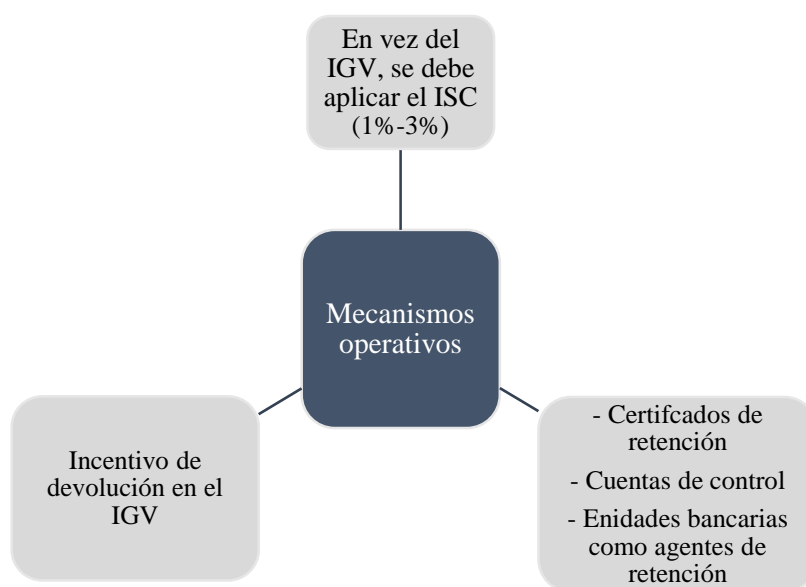 En vez del
IGV, se debe
aplicar el ISC
(1%-3%)
Mecanismos
operativos
Incentivo de
devolución en el
IGV
- Certifcados de
retención
- Cuentas de control
- Enidades bancarias
como agentes de
retención